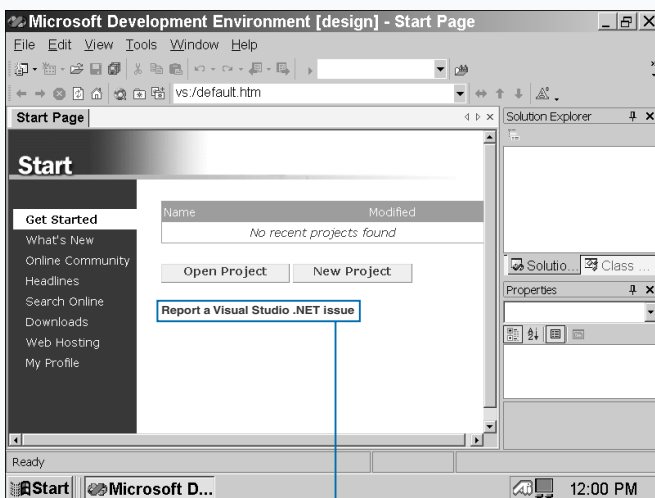 Microsoft Development Environment [design] - Start Page
File Edit View Tools Window Help
vs:/default.htm
Start Page
Solution Explorer
Start
Get Started
What's New
Online Community
Headlines
Search Online
Downloads
Web Hosting
My Profile
Name Modified
No recent projects found
Open Project New Project
Report a Visual Studio .NET issue
Solutio... Class ...
Properties
Ready
Start Microsoft D... 12:00 PM